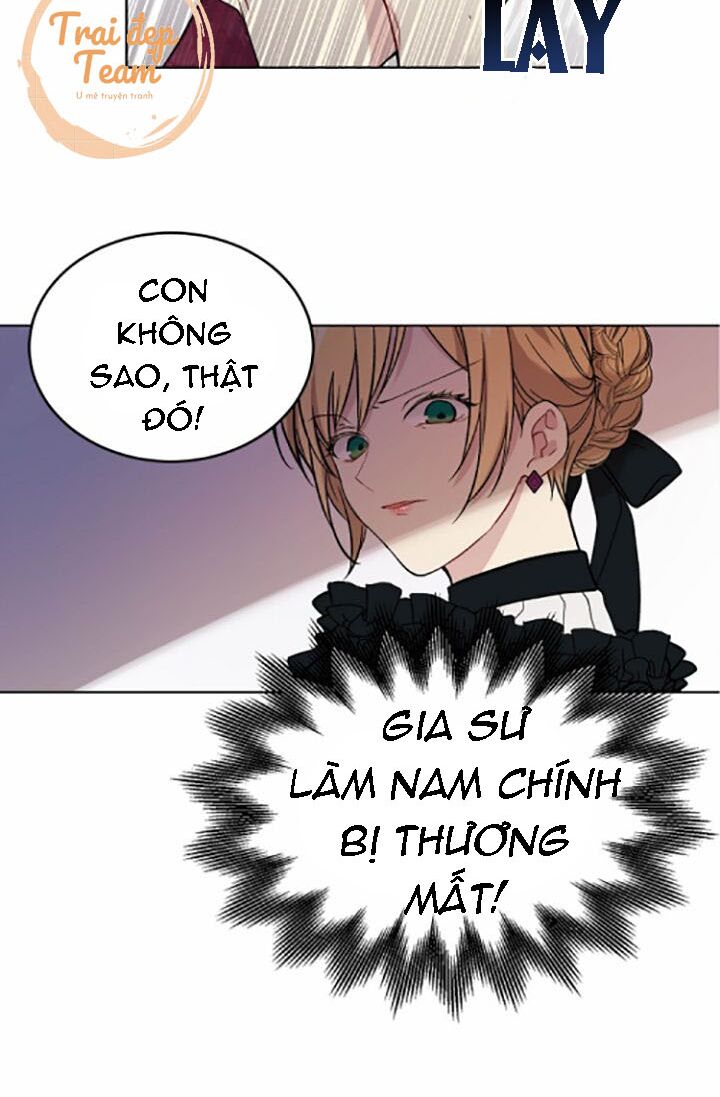 Trai đẹp
Team
U mê truyện tranh
LAY
CON
KHÔNG
SAO, THẬT
ĐÓ!
GIA SƯ
LÀM NAM CHÍNH
BỊ THƯƠNG
MẤT!